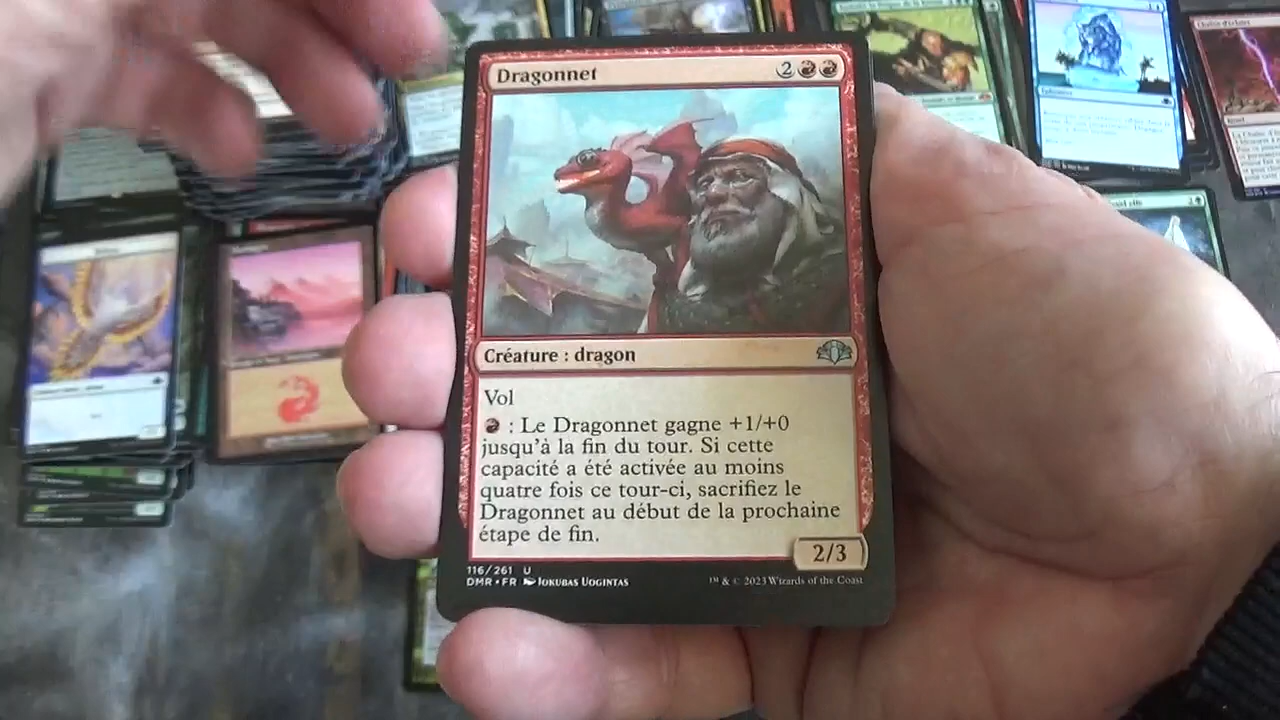 Dragonnet
2
Créature : dragon
Vol
: Le Dragonnet gagne +1/+0
jusqu'à la fin du tour. Si cette
capacité a été activée au moins
quatre fois ce tour-ci, sacrifiez le
Dragonnet au début de la prochaine
étape de fin.
2/3
116/261 U
DMR • FR Iokubas Uogintas
™ & © 2023 Wizards of the Coast